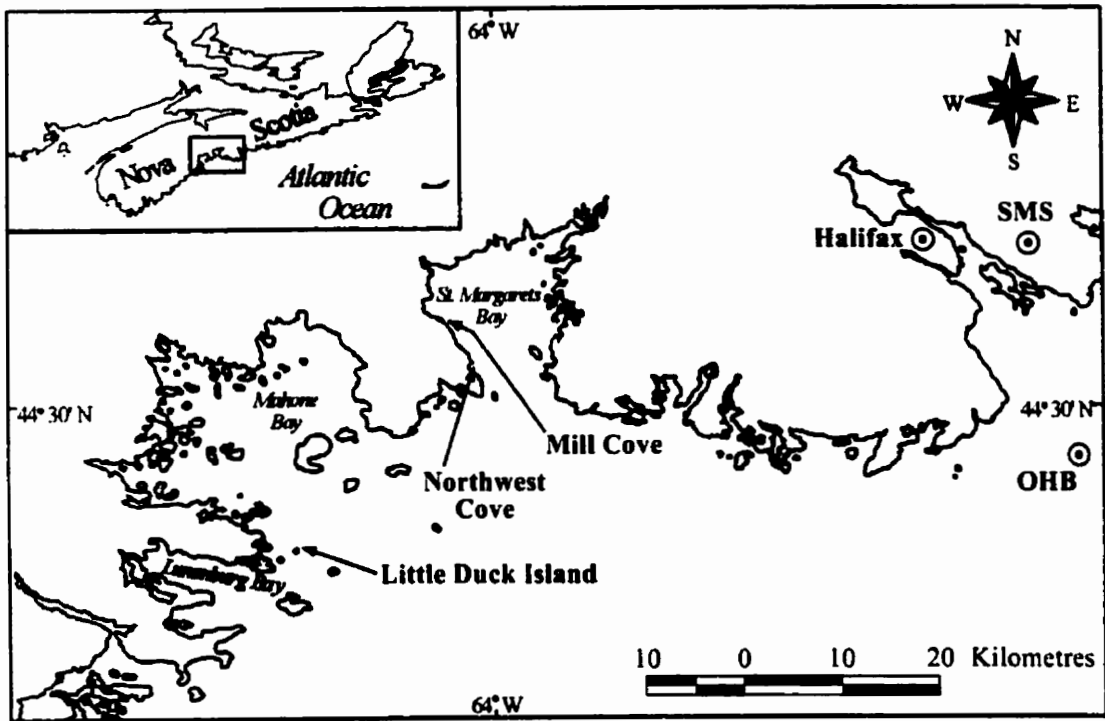 64° W
N
W
E
S
Nova
Scotia
Atlantic
Ocean
SMS
Halifax
St. Margarets
Bay
Mahone
Bay
44° 30' N
44° 30' N
Mill Cove
Northwest
Cove
OHB
Little Duck Island
Lunenburg Bay
10 0 10 20 Kilometres
64° W